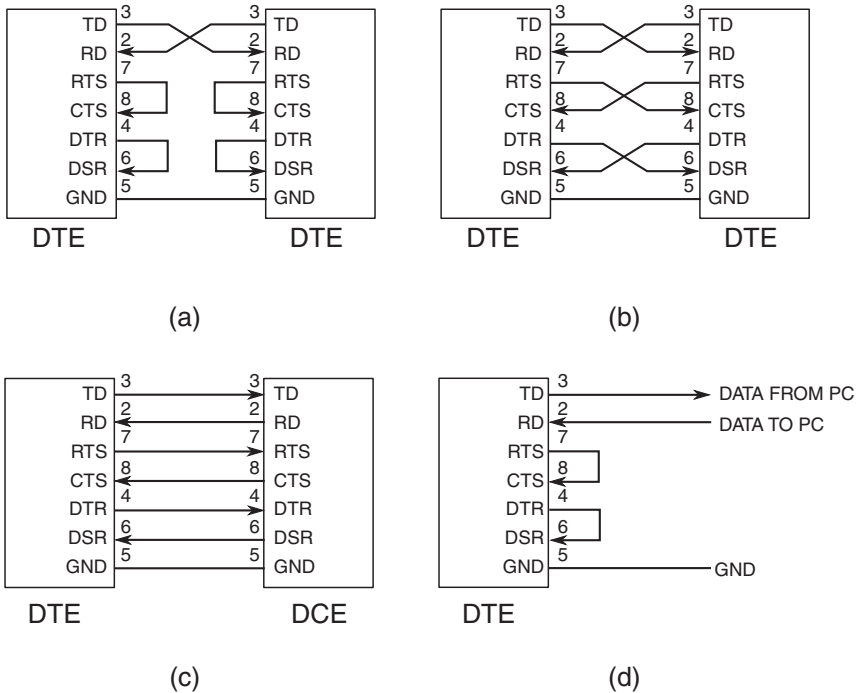 3 3
TD TD
2 2
RD RD
7 7
RTS RTS
8 8
CTS CTS
4 4
DTR DTR
6 6
DSR DSR
5 5
GND GND
DTE DTE
(a)
3 3
TD TD
2 2
RD RD
7 7
RTS RTS
8 8
CTS CTS
4 4
DTR DTR
6 6
DSR DSR
5 5
GND GND
DTE DTE
(b)
3 3
TD TD
2 2
RD RD
7 7
RTS RTS
8 8
CTS CTS
4 4
DTR DTR
6 6
DSR DSR
5 5
GND GND
DTE DCE
(c)
3
TD DATA FROM PC
2
RD DATA TO PC
7
RTS
8
CTS
4
DTR
6
DSR
5
GND GND
DTE
(d)